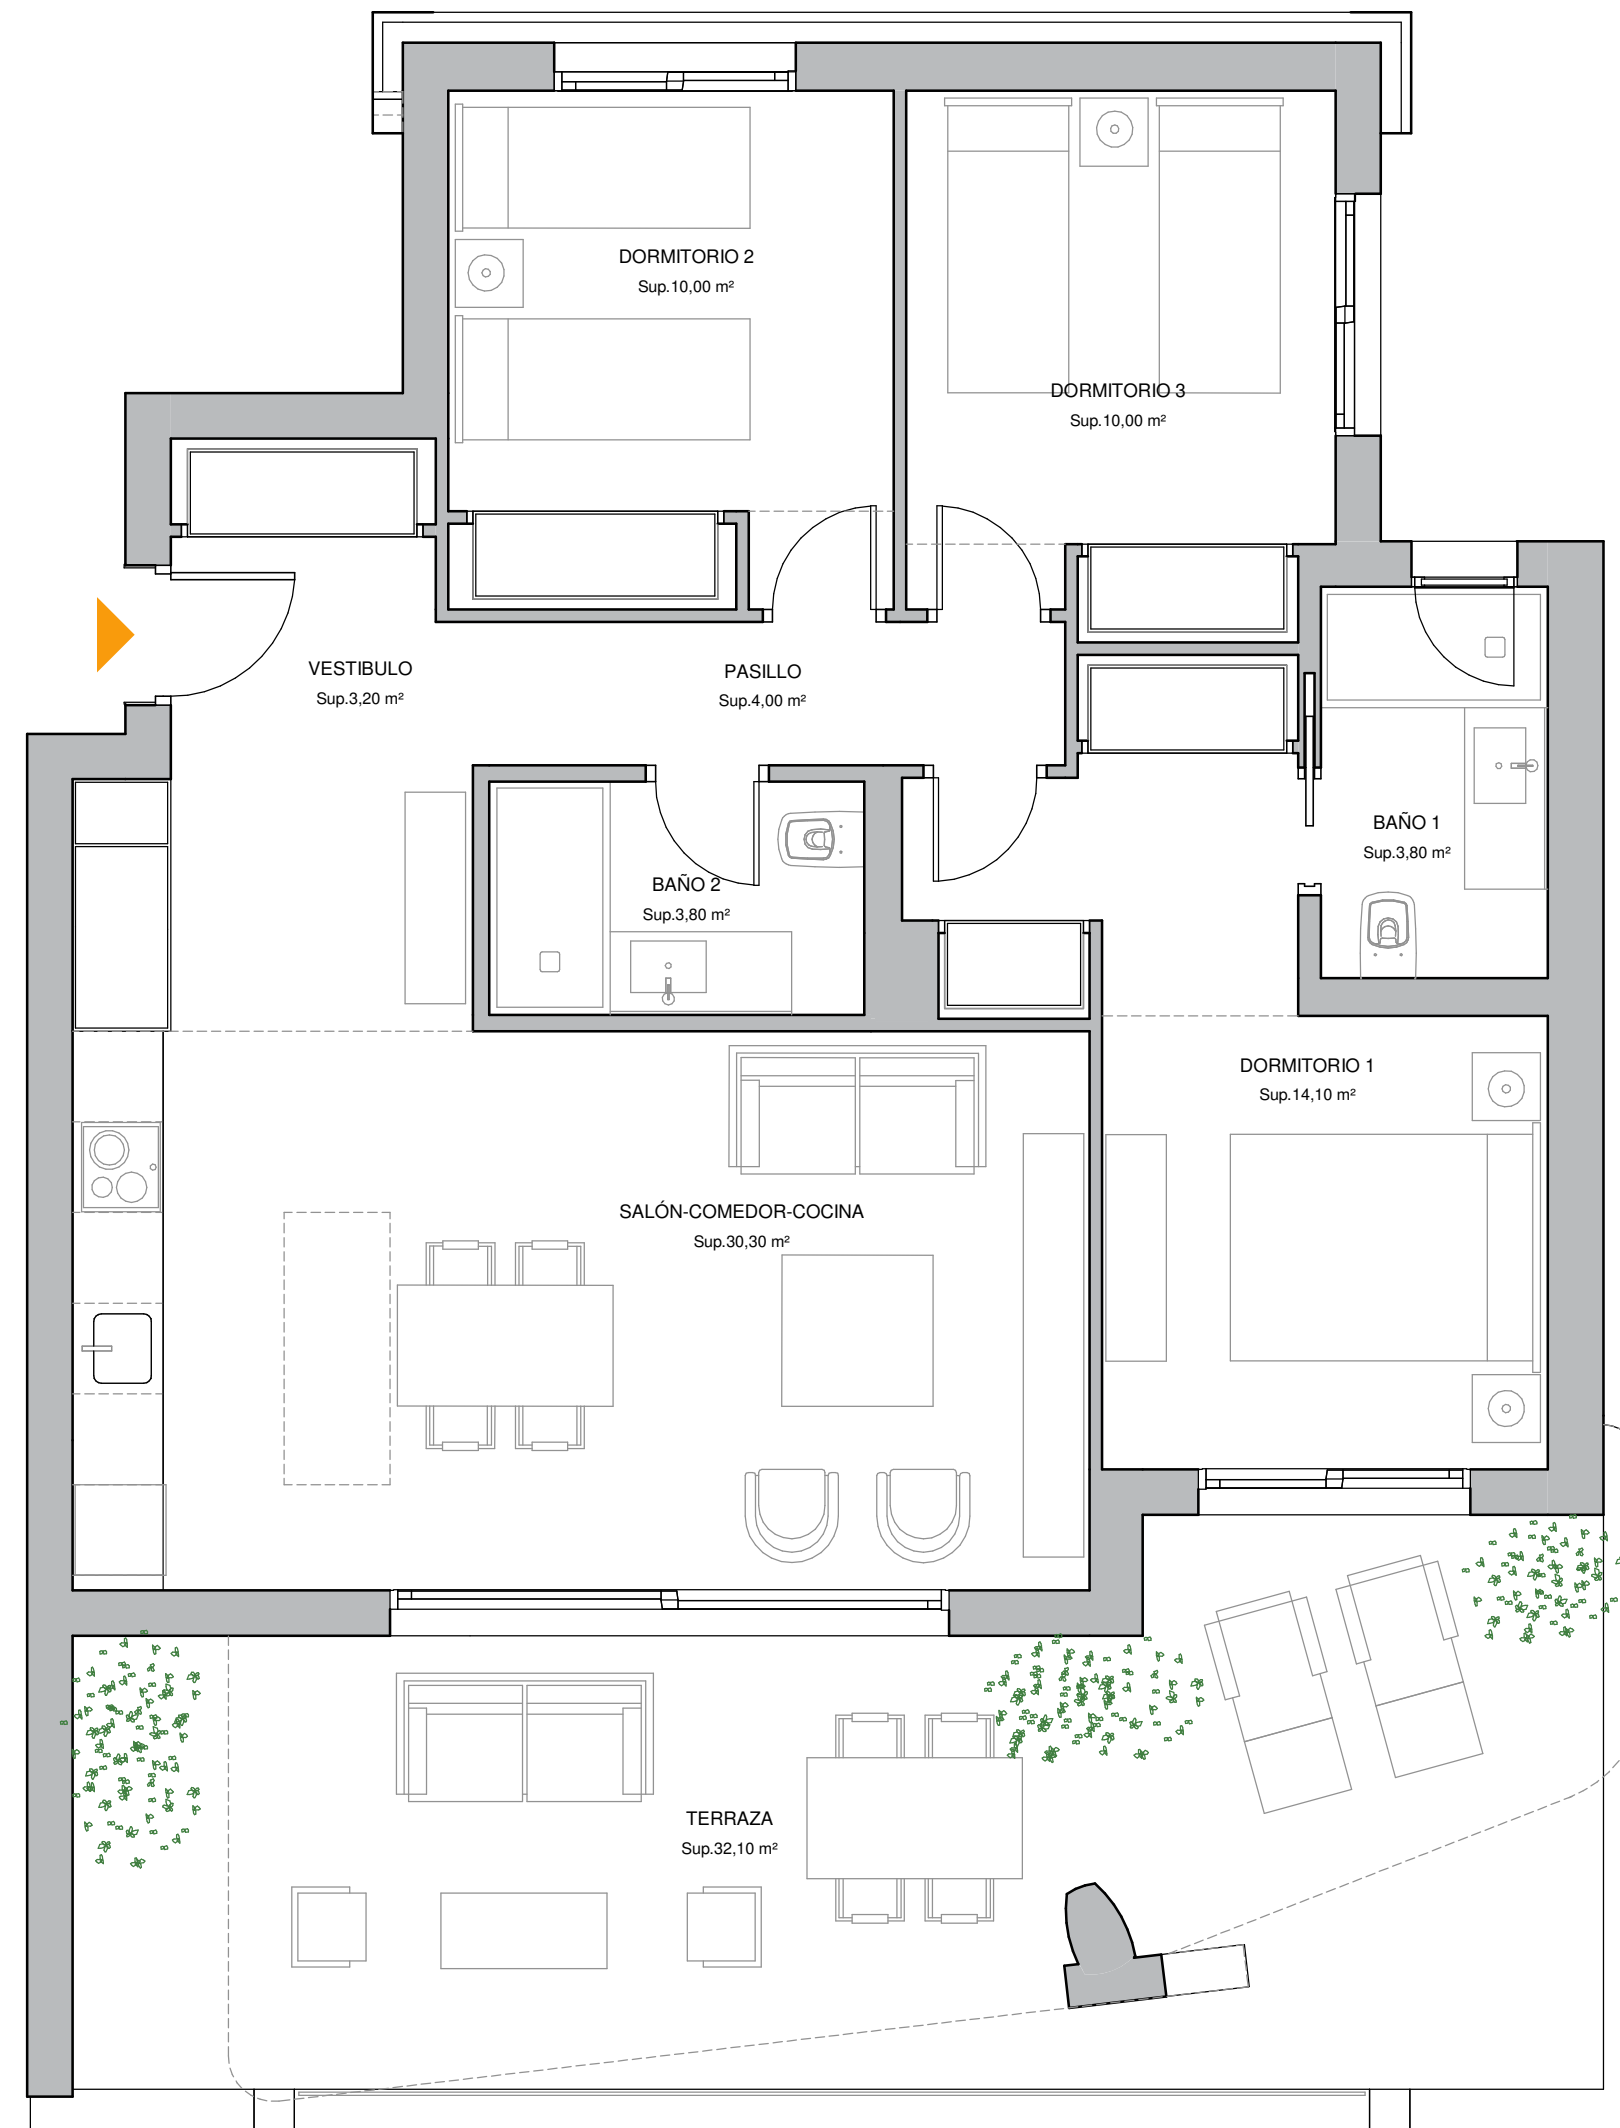 DORMITORIO 2
Sup.10,00 m²
DORMITORIO 3
Sup.10,00 m²
VESTIBULO
Sup.3,20 m²
PASILLO
Sup.4,00 m²
BAÑO 1
Sup.3,80 m²
BAÑO 2
Sup.3,80 m²
DORMITORIO 1
Sup.14,10 m²
SALÓN-COMEDOR-COCINA
Sup.30,30 m²
TERRAZA
Sup.32,10 m²